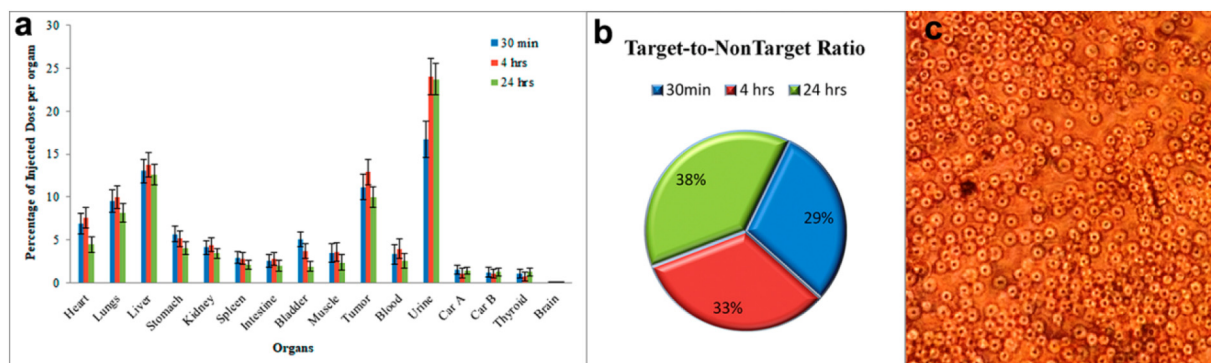 a
30
25
20
15
10
5
0
Percentage of Injected Dose per organ
30 min
4 hrs
24 hrs
Heart
Lungs
Liver
Stomach
Kidney
Spleen
Intestine
Bladder
Muscle
Tumor
Blood
Urine
Car A
Car B
Thyroid
Brain
Organs
b
Target-to-NonTarget Ratio
30min 4 hrs 24 hrs
38%
29%
33%
c